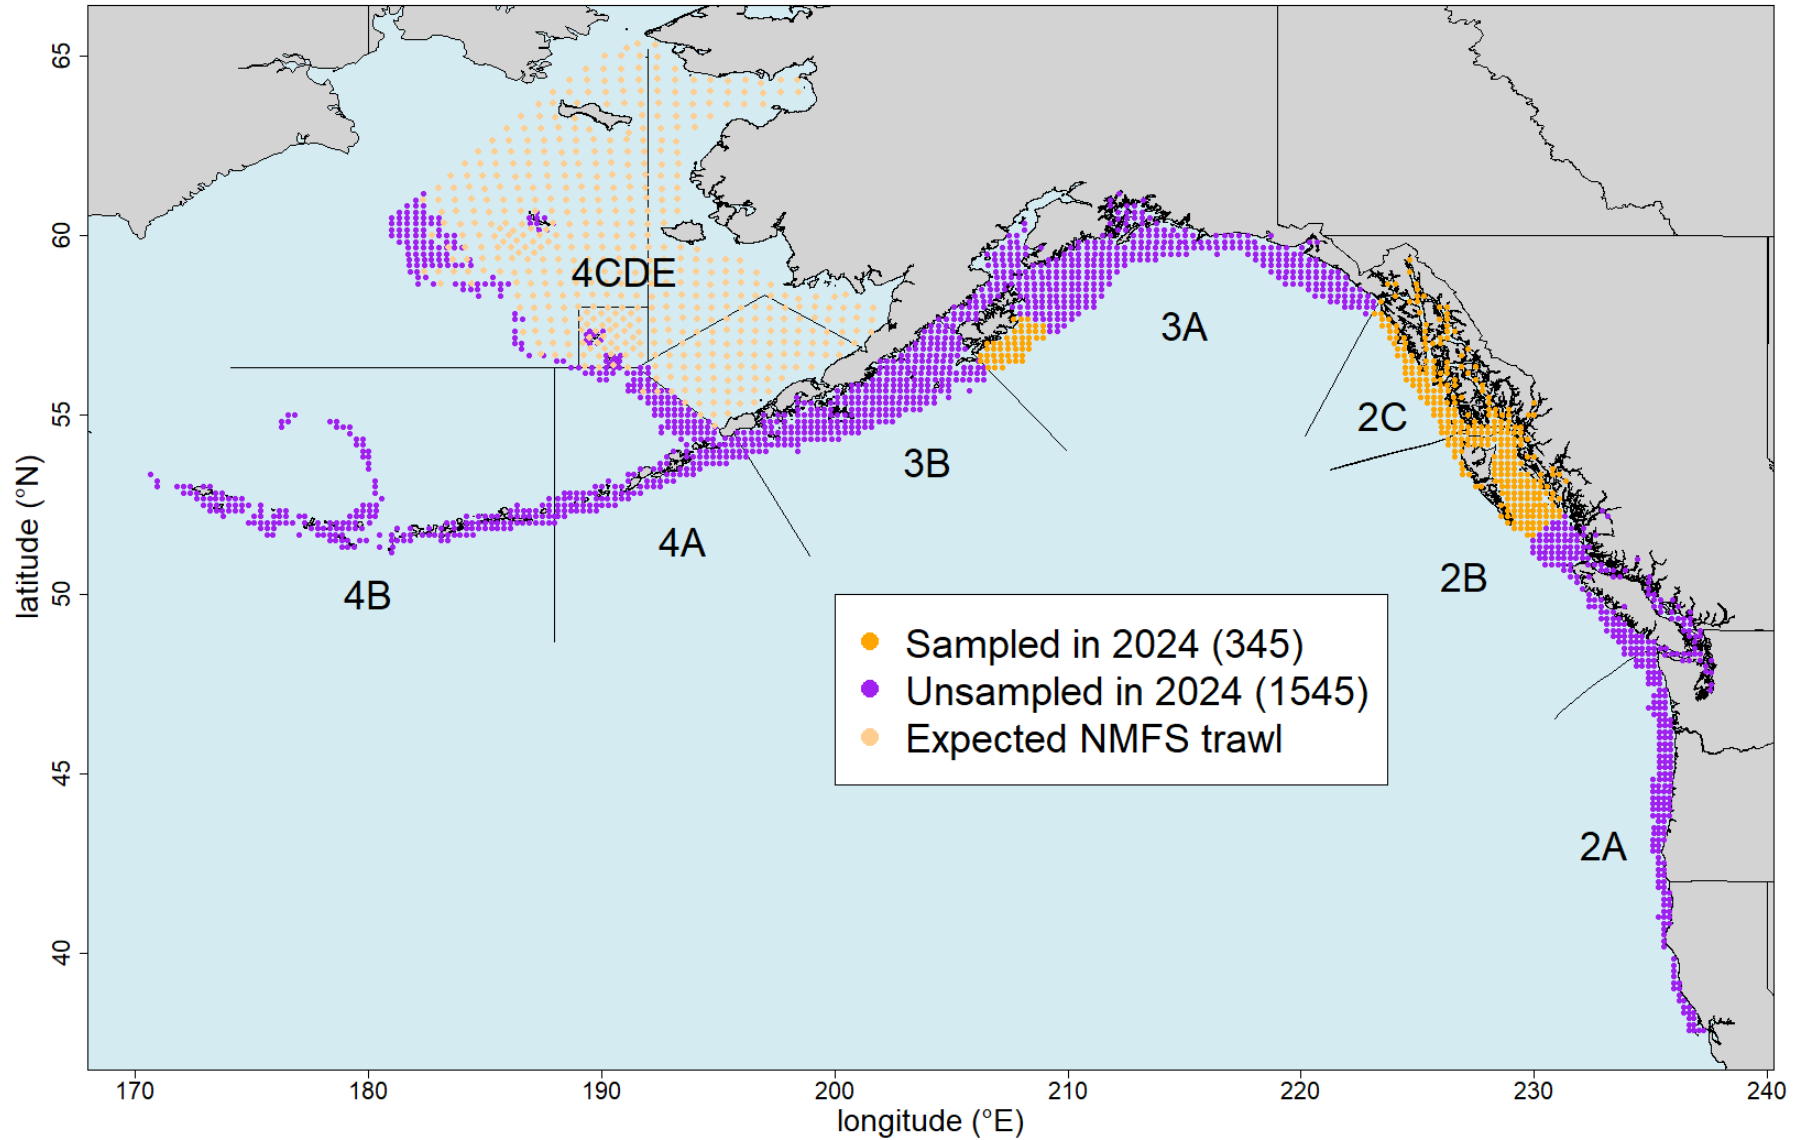 65
60
55
50
45
40
latitude (°N)
4CDE
3A
2C
3B
4A
2B
4B
Sampled in 2024 (345)
Unsampled in 2024 (1545)
Expected NMFS trawl
2A
170
180
190
200
210
220
230
240
longitude (°E)